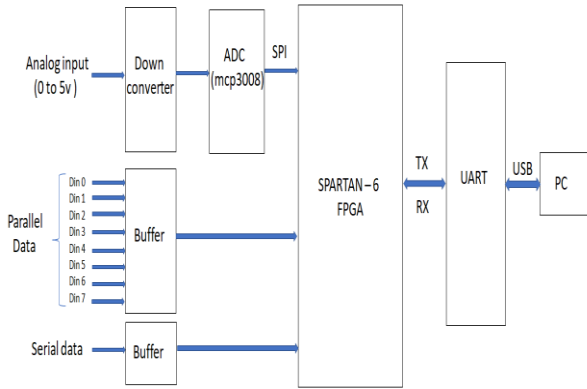 Analog input
(0 to 5v )
Down
converter
ADC
(mcp3008)
SPI
Parallel
Data
Din 0
Din 1
Din 2
Din 3
Din 4
Din 5
Din 6
Din 7
Buffer
Serial data
Buffer
SPARTAN – 6
FPGA
TX
RX
UART
USB
PC